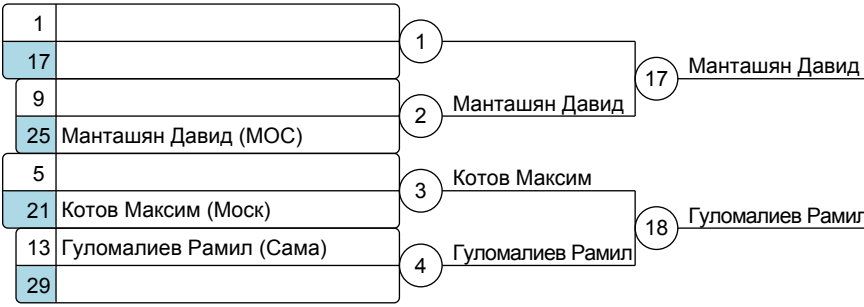 1
17
1
9
25 Манташян Давид (МОС)
2
Манташян Давид
17
Манташян Давид
5
21 Котов Максим (Моск)
3
Котов Максим
13 Гуломалиев Рамил (Сама)
29
4
Гуломалиев Рамил
18
Гуломалиев Рамил